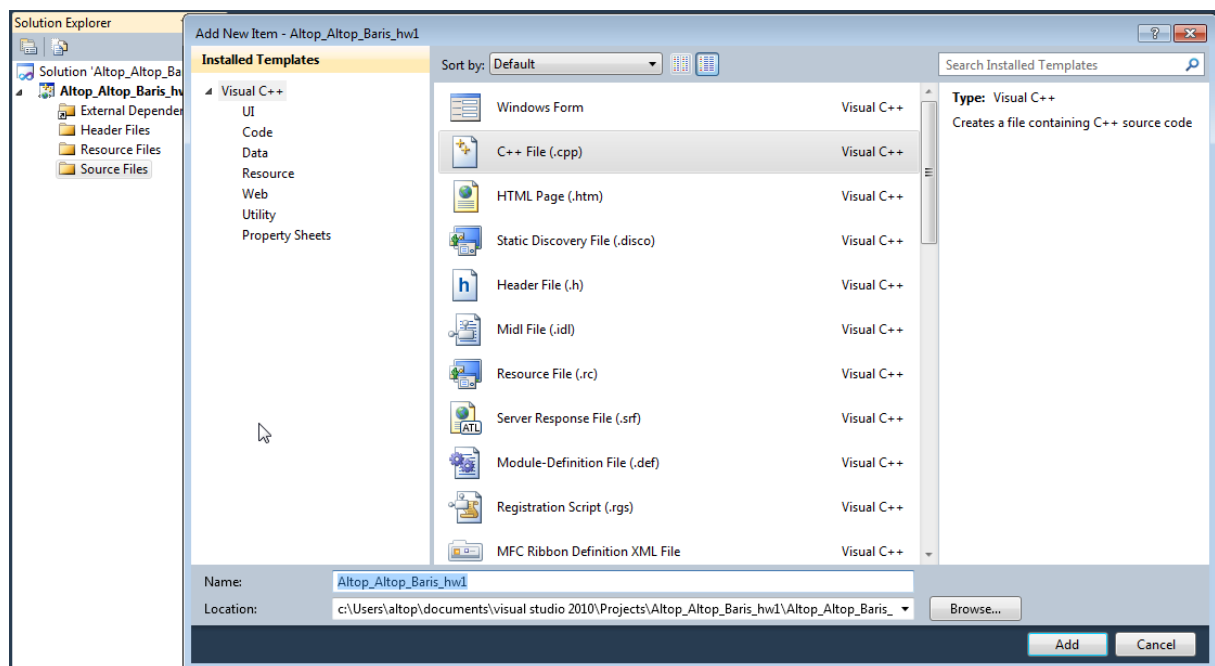 Solution Explorer
Solution 'Altop_Altop_Ba
Altop_Altop_Baris_hw
External Depender
Header Files
Resource Files
Source Files
Add New Item - Altop_Altop_Baris_hw1
Installed Templates
Visual C++
UI
Code
Data
Resource
Web
Utility
Property Sheets
Sort by: Default
Search Installed Templates
Windows Form Visual C++
C++ File (.cpp) Visual C++
HTML Page (.htm) Visual C++
Static Discovery File (.disco) Visual C++
Header File (.h) Visual C++
Midl File (.idl) Visual C++
Resource File (.rc) Visual C++
Server Response File (.srf) Visual C++
Module-Definition File (.def) Visual C++
Registration Script (.rgs) Visual C++
MFC Ribbon Definition XML File Visual C++
Type: Visual C++
Creates a file containing C++ source code
Name: Altop_Altop_Baris_hw1
Location: c:\Users\altop\documents\visual studio 2010\Projects\Altop_Altop_Baris_hw1\Altop_Altop_Baris_
Browse...
Add Cancel